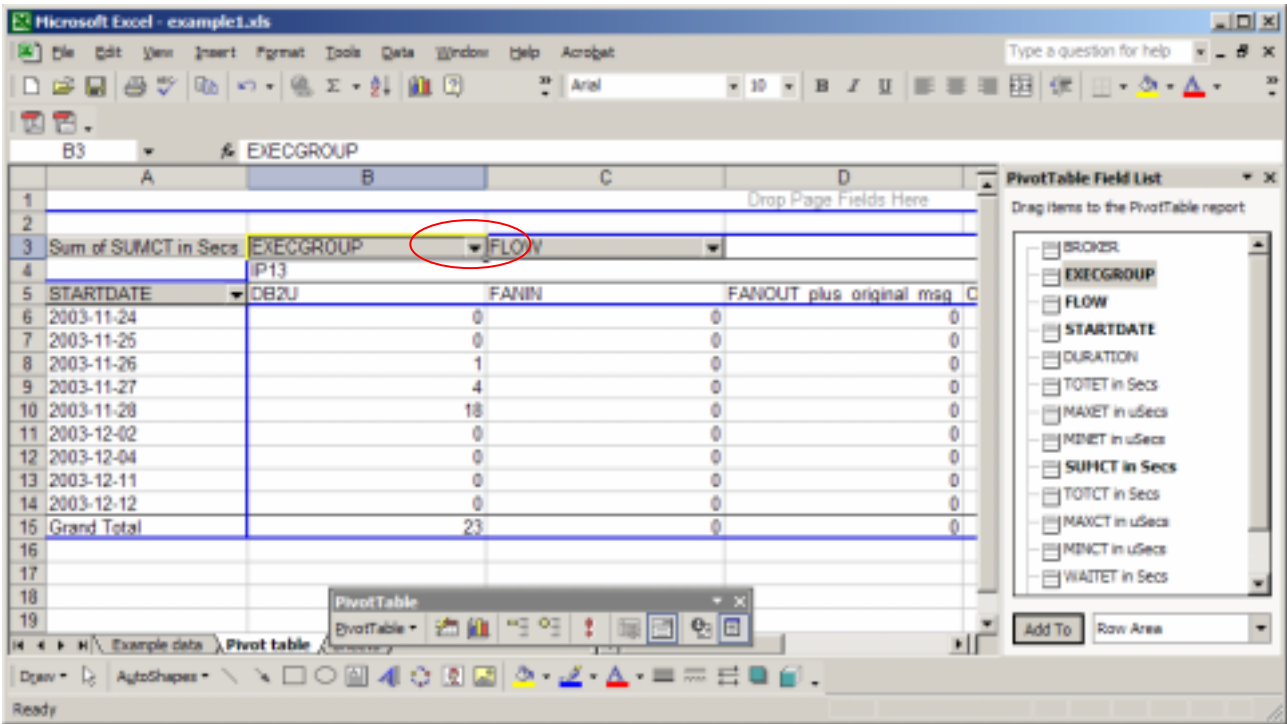 Microsoft Excel - example1.xls
File Edit View Insert Format Tools Data Window Help Acrobat Type a question for help
Arial 10 B I U
B3 fx EXECGROUP
A B C D
1 Drop Page Fields Here
2
3 Sum of SUMCT in Secs EXECGROUP FLOW
4 IP13
5 STARTDATE DB2U FANIN FANOUT_plus_original_msg C
6 2003-11-24 0 0 0
7 2003-11-25 0 0 0
8 2003-11-26 1 0 0
9 2003-11-27 4 0 0
10 2003-11-28 18 0 0
11 2003-12-02 0 0 0
12 2003-12-04 0 0 0
13 2003-12-11 0 0 0
14 2003-12-12 0 0 0
15 Grand Total 23 0 0
16
17
18
19
PivotTable
PivotTable
Example data Pivot table
PivotTable Field List
Drag items to the PivotTable report
BROKER
EXECGROUP
FLOW
STARTDATE
DURATION
TOTET in Secs
MAXET in uSecs
MINET in uSecs
SUMCT in Secs
TOTCT in Secs
MAXCT in uSecs
MINCT in uSecs
WAITET in Secs
Add To Row Area
Draw AutoShapes
Ready